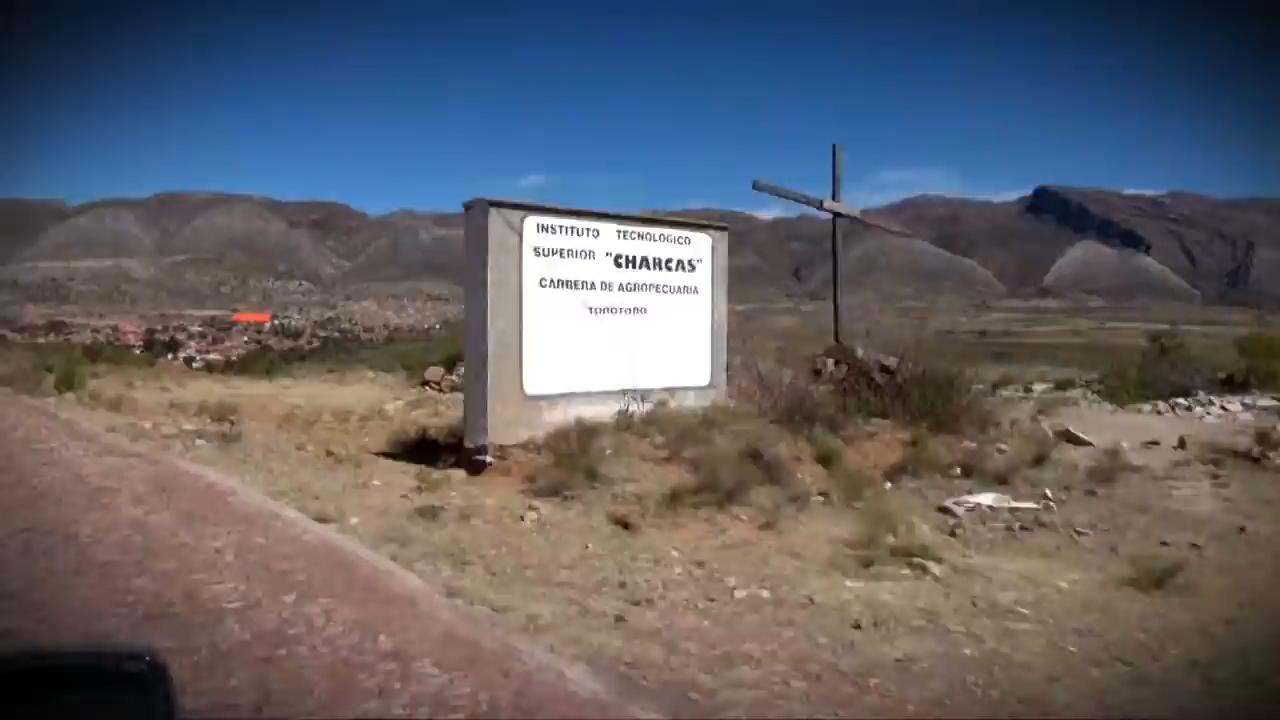 INSTITUTO TECNOLOGICO
SUPERIOR "CHARCAS"
CARRERA DE AGROPECUARIA
TOROTORO